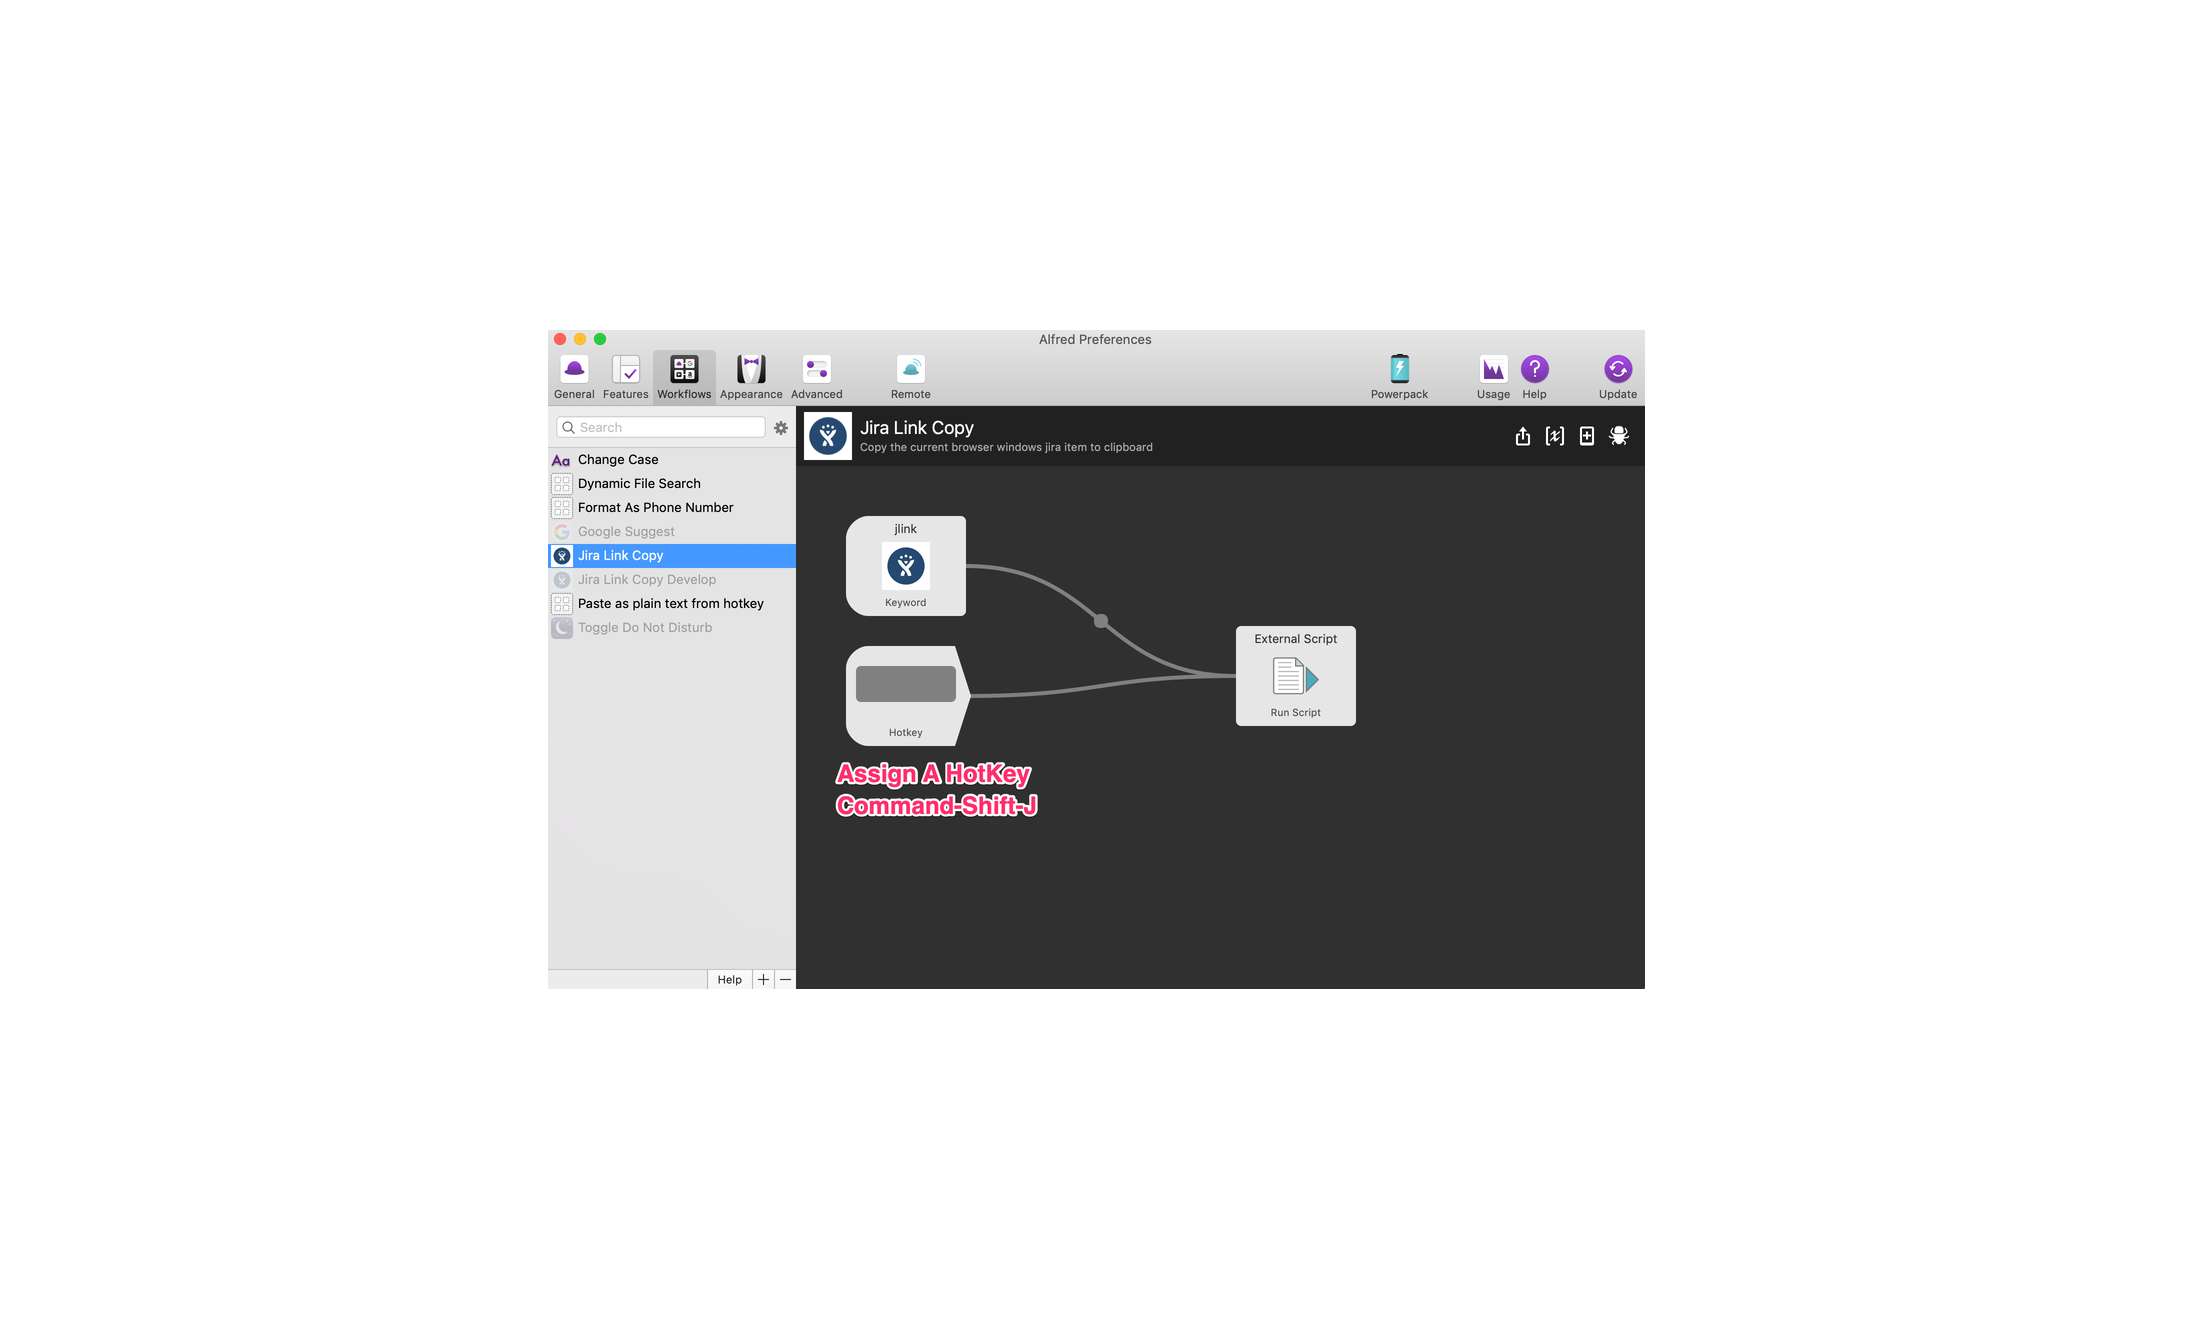 Alfred Preferences
General
Features
Workflows
Appearance
Advanced
Remote
Powerpack
Usage
Help
Update
Search
Aa Change Case
Dynamic File Search
Format As Phone Number
G Google Suggest
Jira Link Copy
Jira Link Copy Develop
Paste as plain text from hotkey
Toggle Do Not Disturb
Help + −
Jira Link Copy
Copy the current browser windows jira item to clipboard
jlink
Keyword
Hotkey
Assign A HotKey
Command-Shift-J
External Script
Run Script